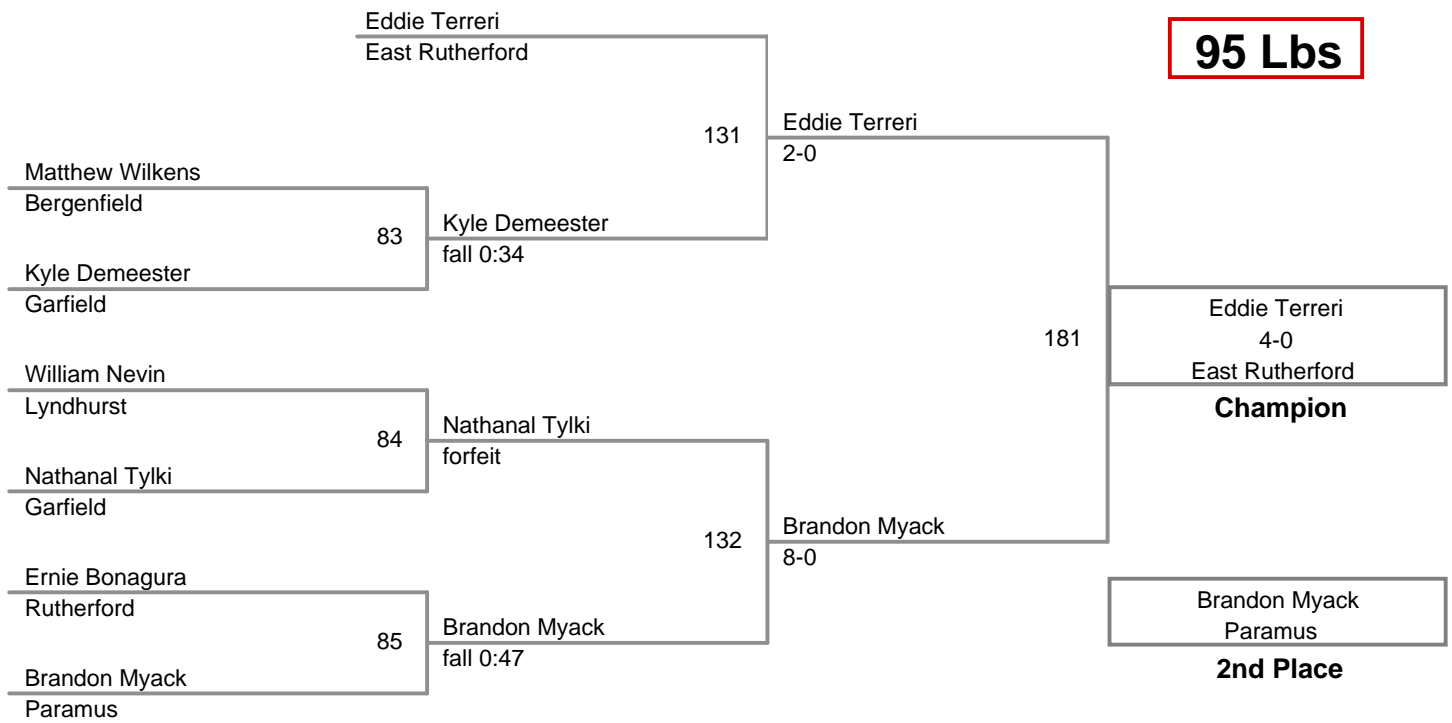 Eddie Terreri
East Rutherford
95 Lbs
131
Eddie Terreri
2-0
Matthew Wilkens
Bergenfield
83
Kyle Demeester
fall 0:34
Kyle Demeester
Garfield
181
Eddie Terreri
4-0
East Rutherford
Champion
William Nevin
Lyndhurst
84
Nathanal Tylki
forfeit
Nathanal Tylki
Garfield
132
Brandon Myack
8-0
Ernie Bonagura
Rutherford
85
Brandon Myack
fall 0:47
Brandon Myack
Paramus
Brandon Myack
Paramus
2nd Place